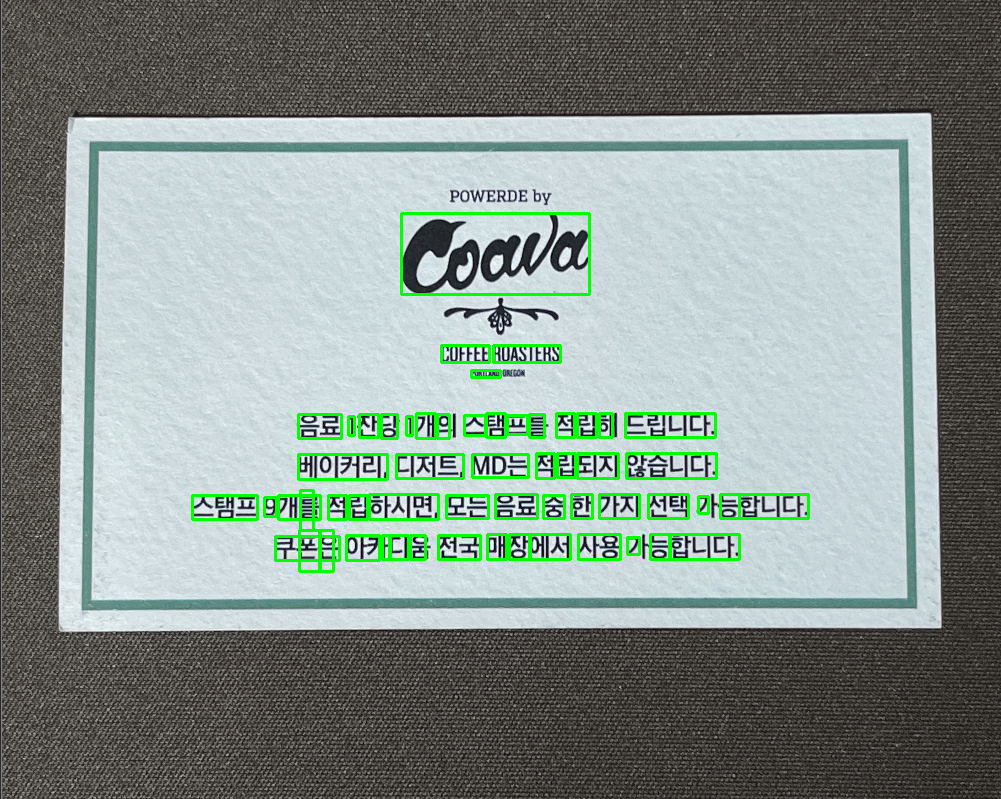 POWERDE by
Coava
COFFEE ROASTERS
PORTLAND OREGON
음료 1잔당 1개의 스탬프를 적립해 드립니다.
베이커리, 디저트, MD는 적립되지 않습니다.
스탬프 9개를 적립하시면, 모든 음료 중 한 가지 선택 가능합니다.
쿠폰은 아카디움 전국 매장에서 사용 가능합니다.